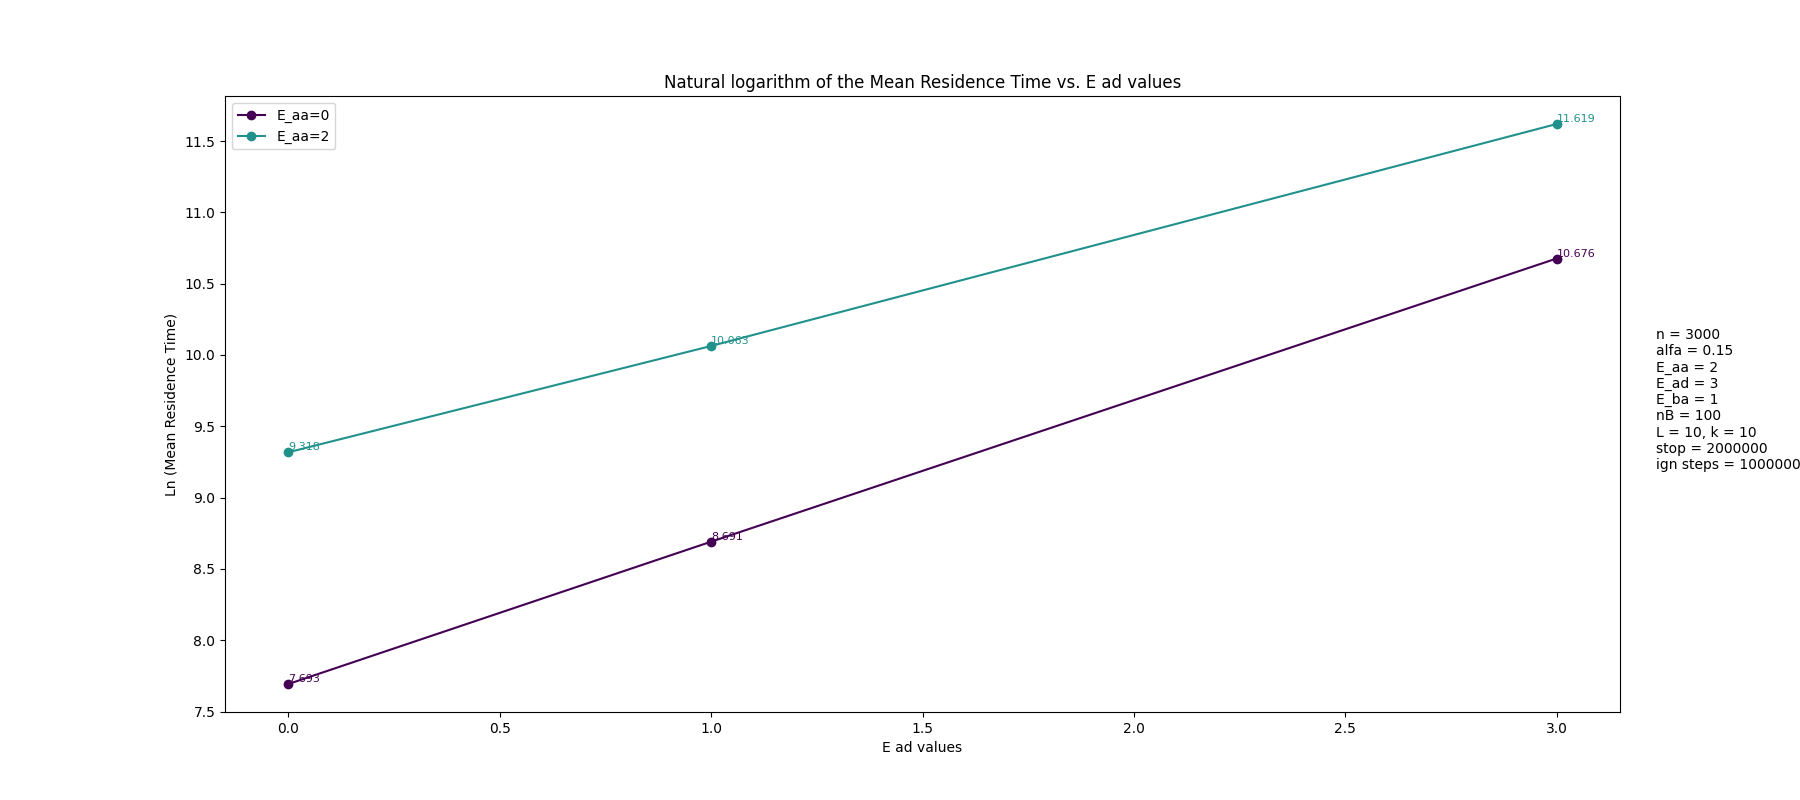 Natural logarithm of the Mean Residence Time vs. E ad values
E_aa=0
E_aa=2
11.619
11.5
11.0
10.676
10.5
10.063
10.0
9.5
9.318
9.0
8.691
8.5
8.0
7.693
7.5
Ln (Mean Residence Time)
0.0
0.5
1.0
1.5
2.0
2.5
3.0
E ad values
n = 3000
alfa = 0.15
E_aa = 2
E_ad = 3
E_ba = 1
nB = 100
L = 10, k = 10
stop = 2000000
ign steps = 1000000